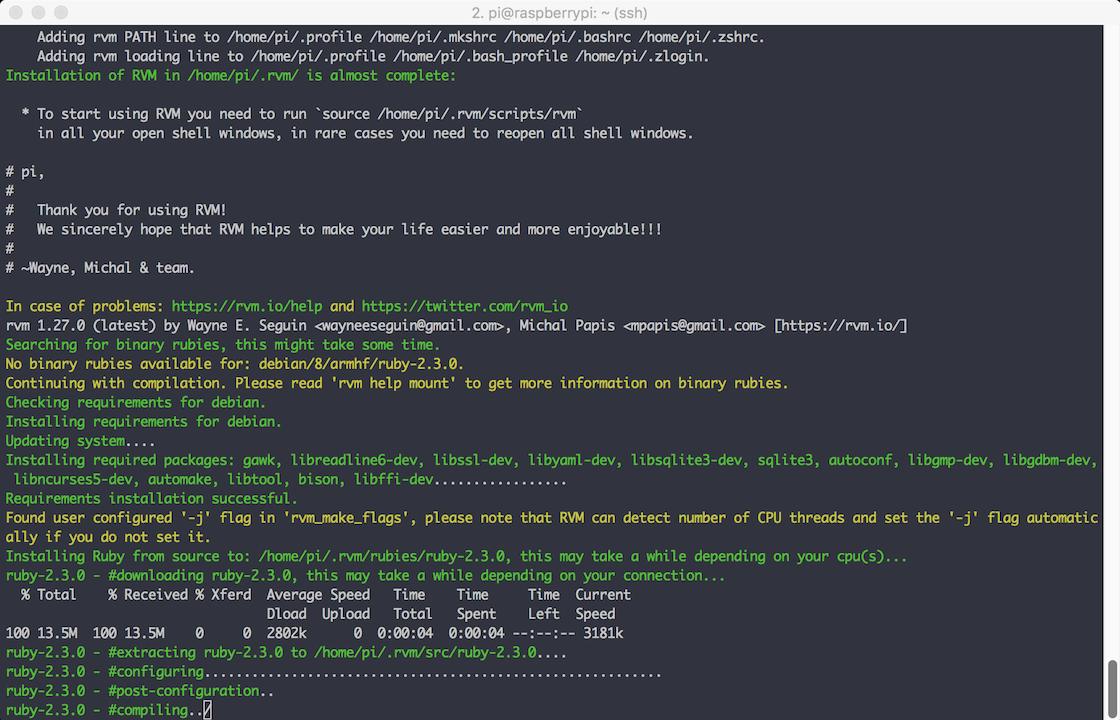 2. pi@raspberrypi: ~ (ssh)
Adding rvm PATH line to /home/pi/.profile /home/pi/.mkshrc /home/pi/.bashrc /home/pi/.zshrc.
Adding rvm loading line to /home/pi/.profile /home/pi/.bash_profile /home/pi/.zlogin.
Installation of RVM in /home/pi/.rvm/ is almost complete:
* To start using RVM you need to run `source /home/pi/.rvm/scripts/rvm`
in all your open shell windows, in rare cases you need to reopen all shell windows.
# pi,
#
#   Thank you for using RVM!
#   We sincerely hope that RVM helps to make your life easier and more enjoyable!!!
#
# ~Wayne, Michal & team.
In case of problems: https://rvm.io/help and https://twitter.com/rvm_io
rvm 1.27.0 (latest) by Wayne E. Seguin <wayneeseguin@gmail.com>, Michal Papis <mpapis@gmail.com> [https://rvm.io/]
Searching for binary rubies, this might take some time.
No binary rubies available for: debian/8/armhf/ruby-2.3.0.
Continuing with compilation. Please read 'rvm help mount' to get more information on binary rubies.
Checking requirements for debian.
Installing requirements for debian.
Updating system....
Installing required packages: gawk, libreadline6-dev, libssl-dev, libyaml-dev, libsqlite3-dev, sqlite3, autoconf, libgmp-dev, libgdbm-dev,
libncurses5-dev, automake, libtool, bison, libffi-dev.................
Requirements installation successful.
Found user configured '-j' flag in 'rvm_make_flags', please note that RVM can detect number of CPU threads and set the '-j' flag automatic
ally if you do not set it.
Installing Ruby from source to: /home/pi/.rvm/rubies/ruby-2.3.0, this may take a while depending on your cpu(s)...
ruby-2.3.0 - #downloading ruby-2.3.0, this may take a while depending on your connection...
% Total    % Received % Xferd  Average Speed   Time    Time     Time  Current
Dload  Upload   Total   Spent    Left  Speed
100 13.5M  100 13.5M    0     0  2802k      0  0:00:04  0:00:04 --:--:-- 3181k
ruby-2.3.0 - #extracting ruby-2.3.0 to /home/pi/.rvm/src/ruby-2.3.0....
ruby-2.3.0 - #configuring..........................................................
ruby-2.3.0 - #post-configuration..
ruby-2.3.0 - #compiling../